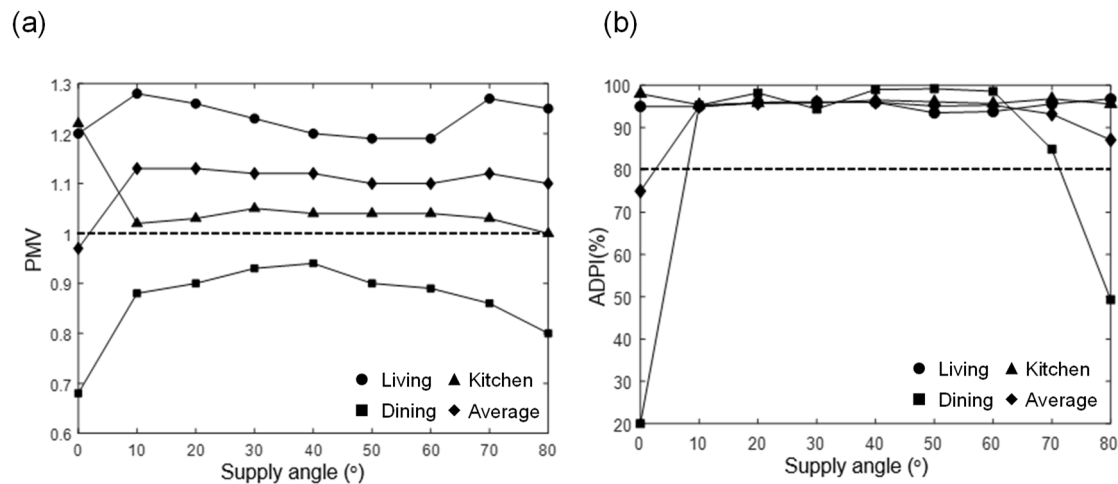 (a)
(b)
1.3
1.2
1.1
1
0.9
0.8
0.7
0.6
PMV
0 10 20 30 40 50 60 70 80
Supply angle (º)
Living Kitchen
Dining Average
100
90
80
70
60
50
40
30
20
ADPI(%)
0 10 20 30 40 50 60 70 80
Supply angle (º)
Living Kitchen
Dining Average